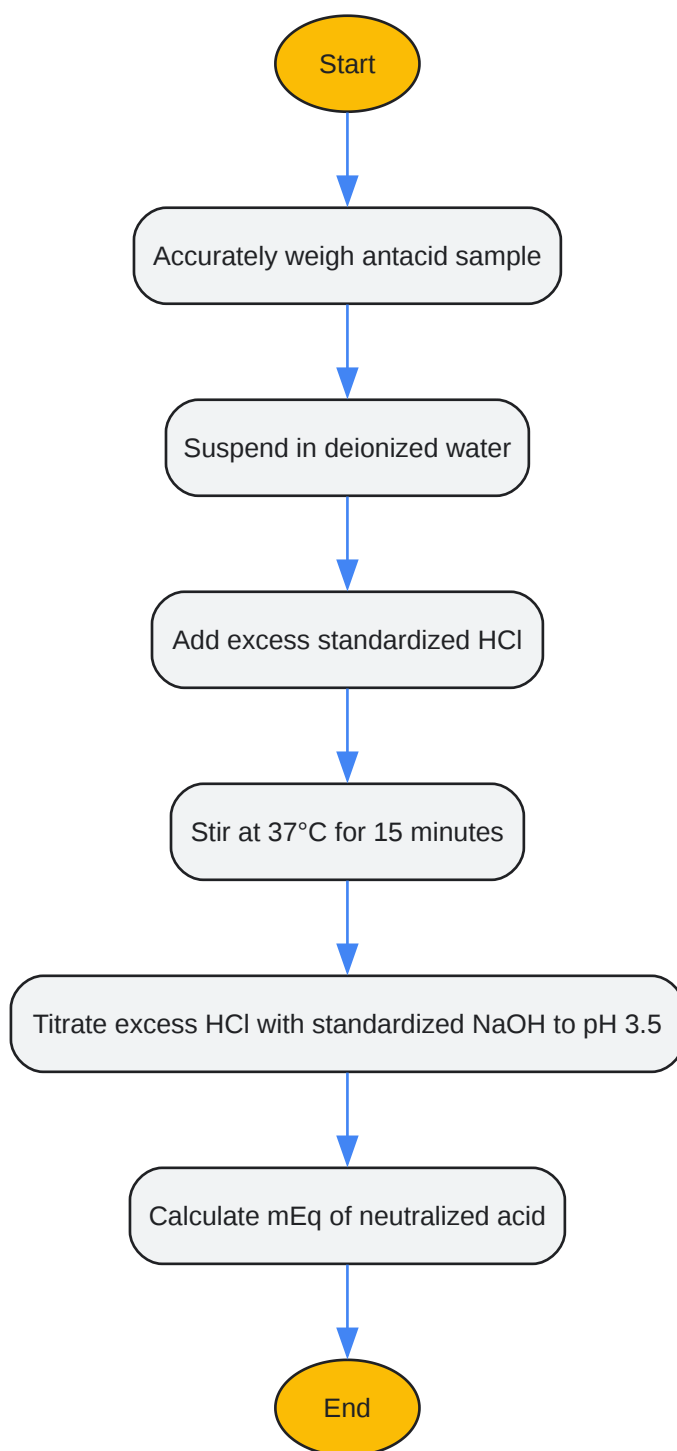 Start
Accurately weigh antacid sample
Suspend in deionized water
Add excess standardized HCl
Stir at 37°C for 15 minutes
Titrate excess HCl with standardized NaOH to pH 3.5
Calculate mEq of neutralized acid
End